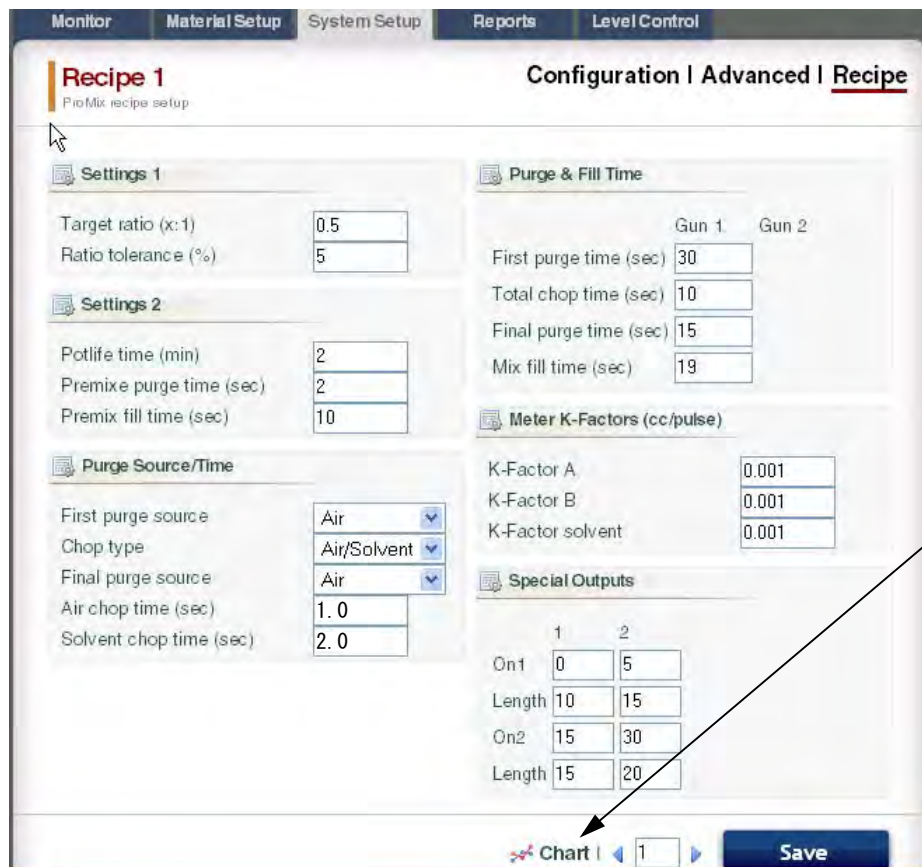 Monitor Material Setup System Setup Reports Level Control
Recipe 1
ProMix recipe setup
Configuration | Advanced | Recipe
Settings 1
Target ratio (x:1) 0.5
Ratio tolerance (%) 5
Settings 2
Potlife time (min) 2
Premixe purge time (sec) 2
Premix fill time (sec) 10
Purge Source/Time
First purge source Air
Chop type Air/Solvent
Final purge source Air
Air chop time (sec) 1.0
Solvent chop time (sec) 2.0
Purge & Fill Time
Gun 1 Gun 2
First purge time (sec) 30
Total chop time (sec) 10
Final purge time (sec) 15
Mix fill time (sec) 19
Meter K-Factors (cc/pulse)
K-Factor A 0.001
K-Factor B 0.001
K-Factor solvent 0.001
Special Outputs
1 2
On1 0 5
Length 10 15
On2 15 30
Length 15 20
Chart | 1 Save